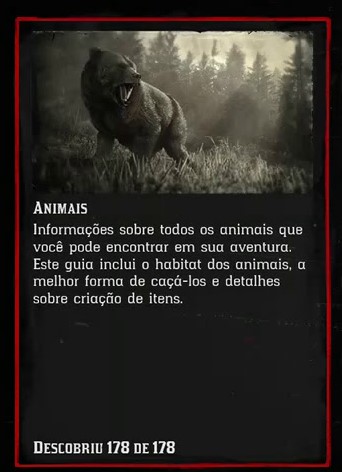 Animais
Informações sobre todos os animais que
você pode encontrar em sua aventura.
Este guia inclui o habitat dos animais, a
melhor forma de caçá-los e detalhes
sobre criação de itens.
Descobriu 178 de 178